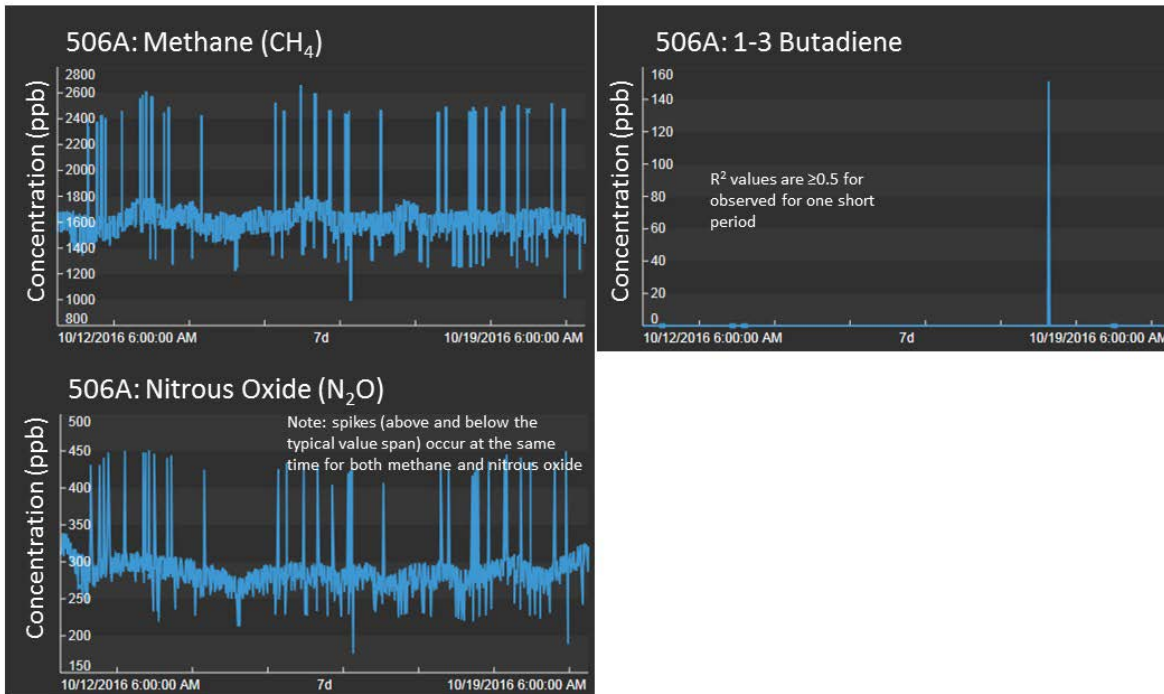 506A: Methane (CH₄)
Concentration (ppb)
2800
2600
2400
2200
2000
1800
1600
1400
1200
1000
800
10/12/2016 6:00:00 AM
7d
10/19/2016 6:00:00 AM
506A: 1-3 Butadiene
Concentration (ppb)
160
140
120
100
80
60
40
20
0
R² values are ≥0.5 for
observed for one short
period
10/12/2016 6:00:00 AM
7d
10/19/2016 6:00:00 AM
506A: Nitrous Oxide (N₂O)
Concentration (ppb)
500
450
400
350
300
250
200
150
Note: spikes (above and below the
typical value span) occur at the same
time for both methane and nitrous oxide
10/12/2016 6:00:00 AM
7d
10/19/2016 6:00:00 AM